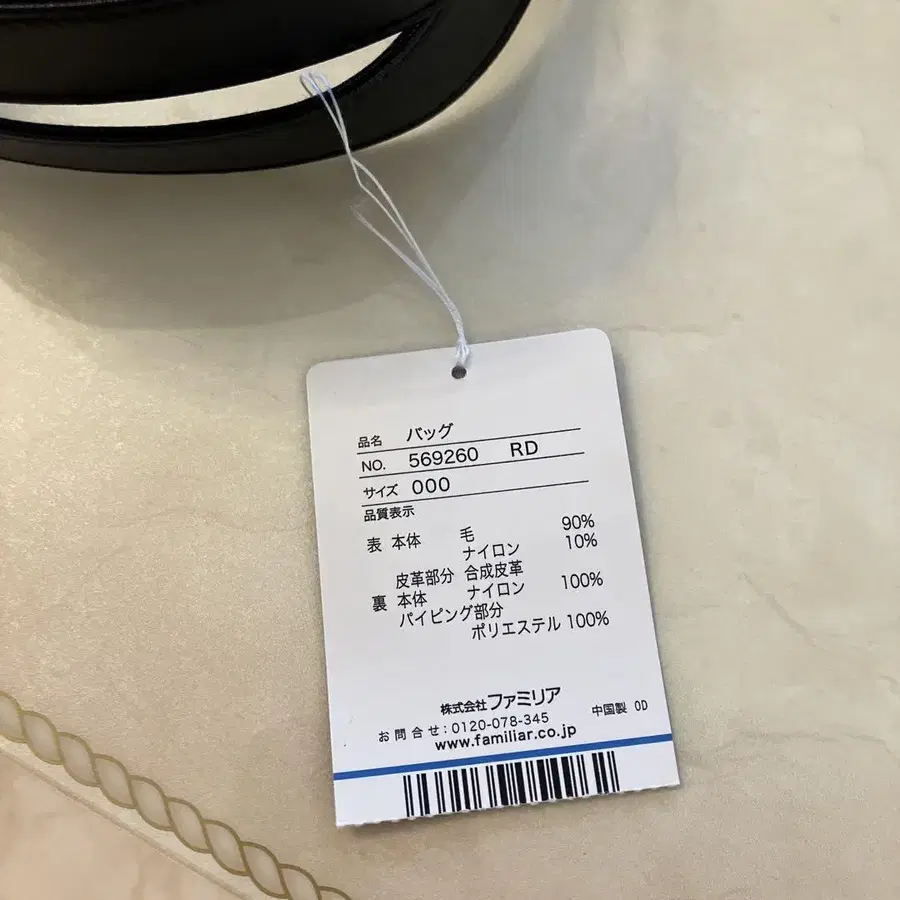 品名 バッグ
NO. 569260 RD
サイズ 000
品質表示
表 本体 毛 90%
ナイロン 10%
皮革部分 合成皮革
裏 本体 ナイロン 100%
パイピング部分
ポリエステル 100%
株式会社ファミリア
お問合せ:0120-078-345 中国製 0D
www.familiar.co.jp